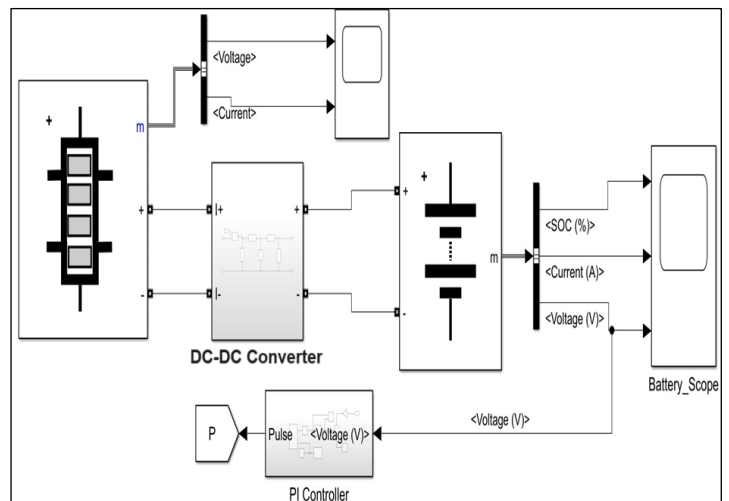 <Voltage>
<Current>
+
m
+
-
I+
I-
+
-
DC-DC Converter
+
-
+
m
<SOC (%)>
<Current (A)>
<Voltage (V)>
Battery_Scope
<Voltage (V)>
P
Pulse
<Voltage (V)>
PI Controller